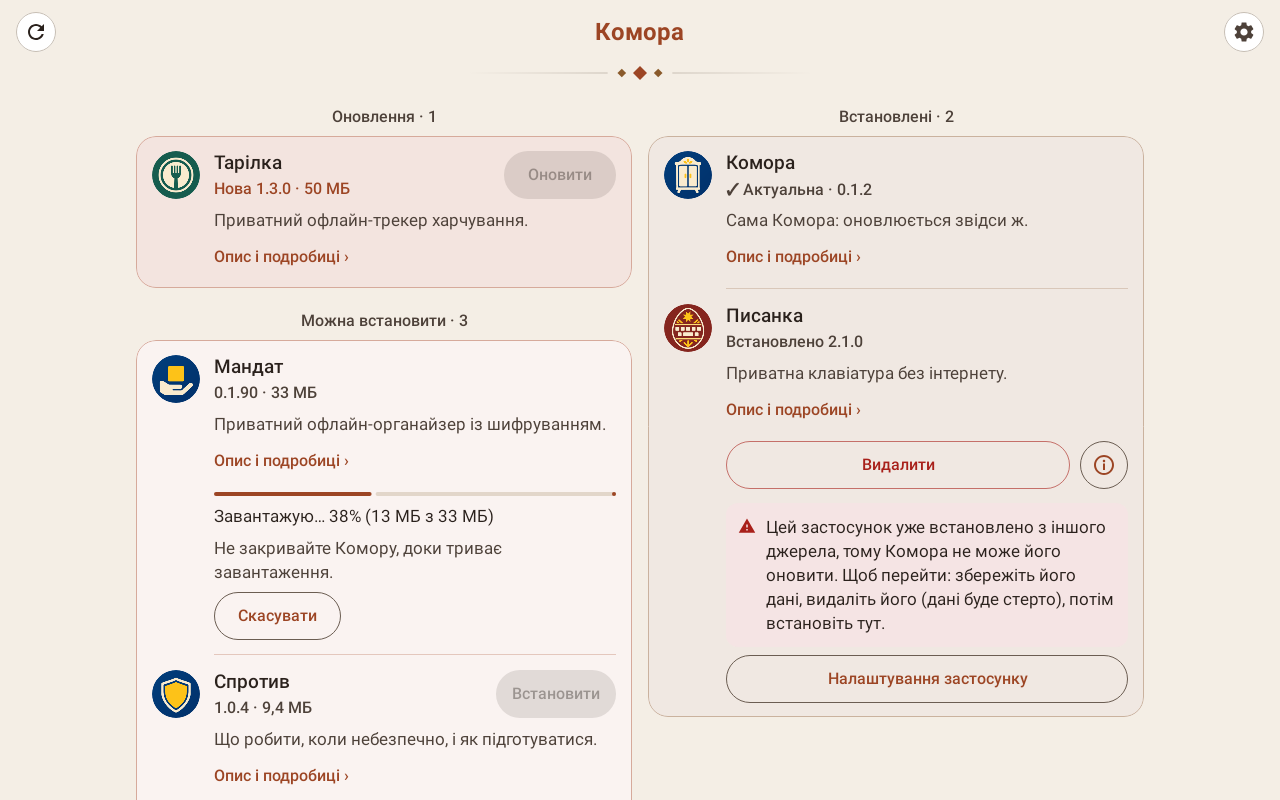 Комора
Оновлення · 1
Тарілка
Нова 1.3.0 · 50 МБ
Оновити
Приватний офлайн-трекер харчування.
Опис і подробиці ›
Можна встановити · 3
Мандат
0.1.90 · 33 МБ
Приватний офлайн-органайзер із шифруванням.
Опис і подробиці ›
Завантажую… 38% (13 МБ з 33 МБ)
Не закривайте Комору, доки триває
завантаження.
Скасувати
Спротив
1.0.4 · 9,4 МБ
Встановити
Що робити, коли небезпечно, і як підготуватися.
Опис і подробиці ›
Встановлені · 2
Комора
✓ Актуальна · 0.1.2
Сама Комора: оновлюється звідси ж.
Опис і подробиці ›
Писанка
Встановлено 2.1.0
Приватна клавіатура без інтернету.
Опис і подробиці ›
Видалити
Цей застосунок уже встановлено з іншого
джерела, тому Комора не може його
оновити. Щоб перейти: збережіть його
дані, видаліть його (дані буде стерто), потім
встановіть тут.
Налаштування застосунку